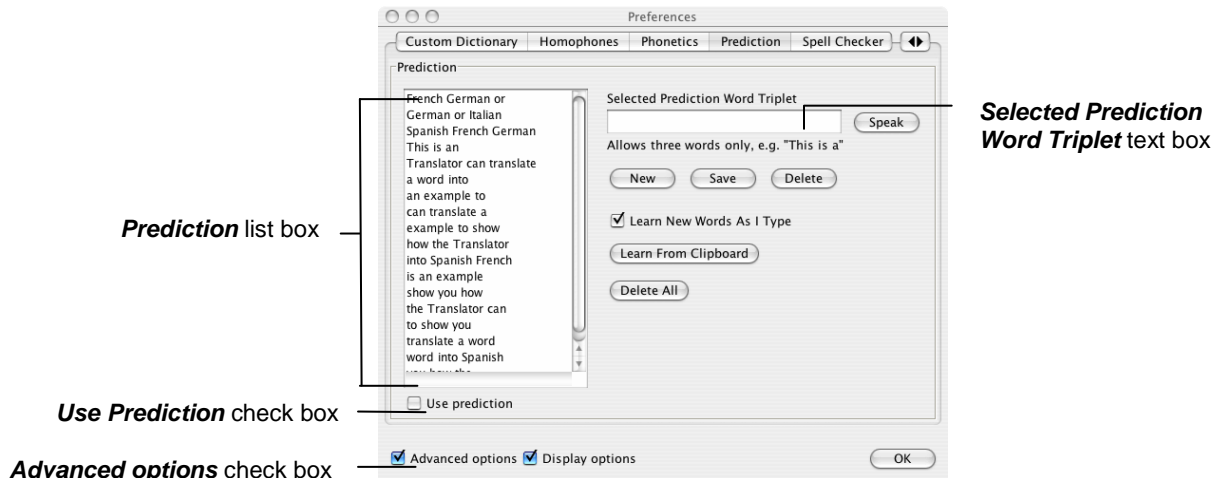 Preferences
Custom Dictionary Homophones Phonetics Prediction Spell Checker
Prediction
French German or
German or Italian
Spanish French German
This is an
Translator can translate
a word into
an example to
can translate a
example to show
how the Translator
into Spanish French
is an example
show you how
the Translator can
to show you
translate a word
word into Spanish
you how the
Use prediction
Selected Prediction Word Triplet
Speak
Allows three words only, e.g. "This is a"
New Save Delete
Learn New Words As I Type
Learn From Clipboard
Delete All
Advanced options Display options OK
Prediction list box
Use Prediction check box
Advanced options check box
Selected Prediction
Word Triplet text box